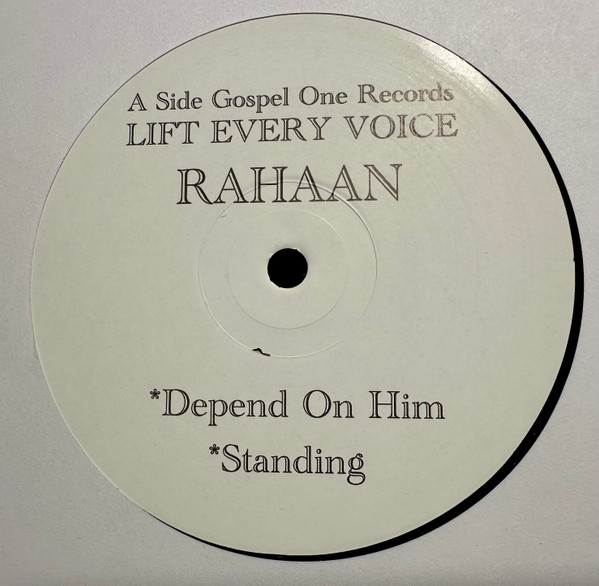 A Side Gospel One Records
LIFT EVERY VOICE
RAHAAN
*Depend On Him
*Standing